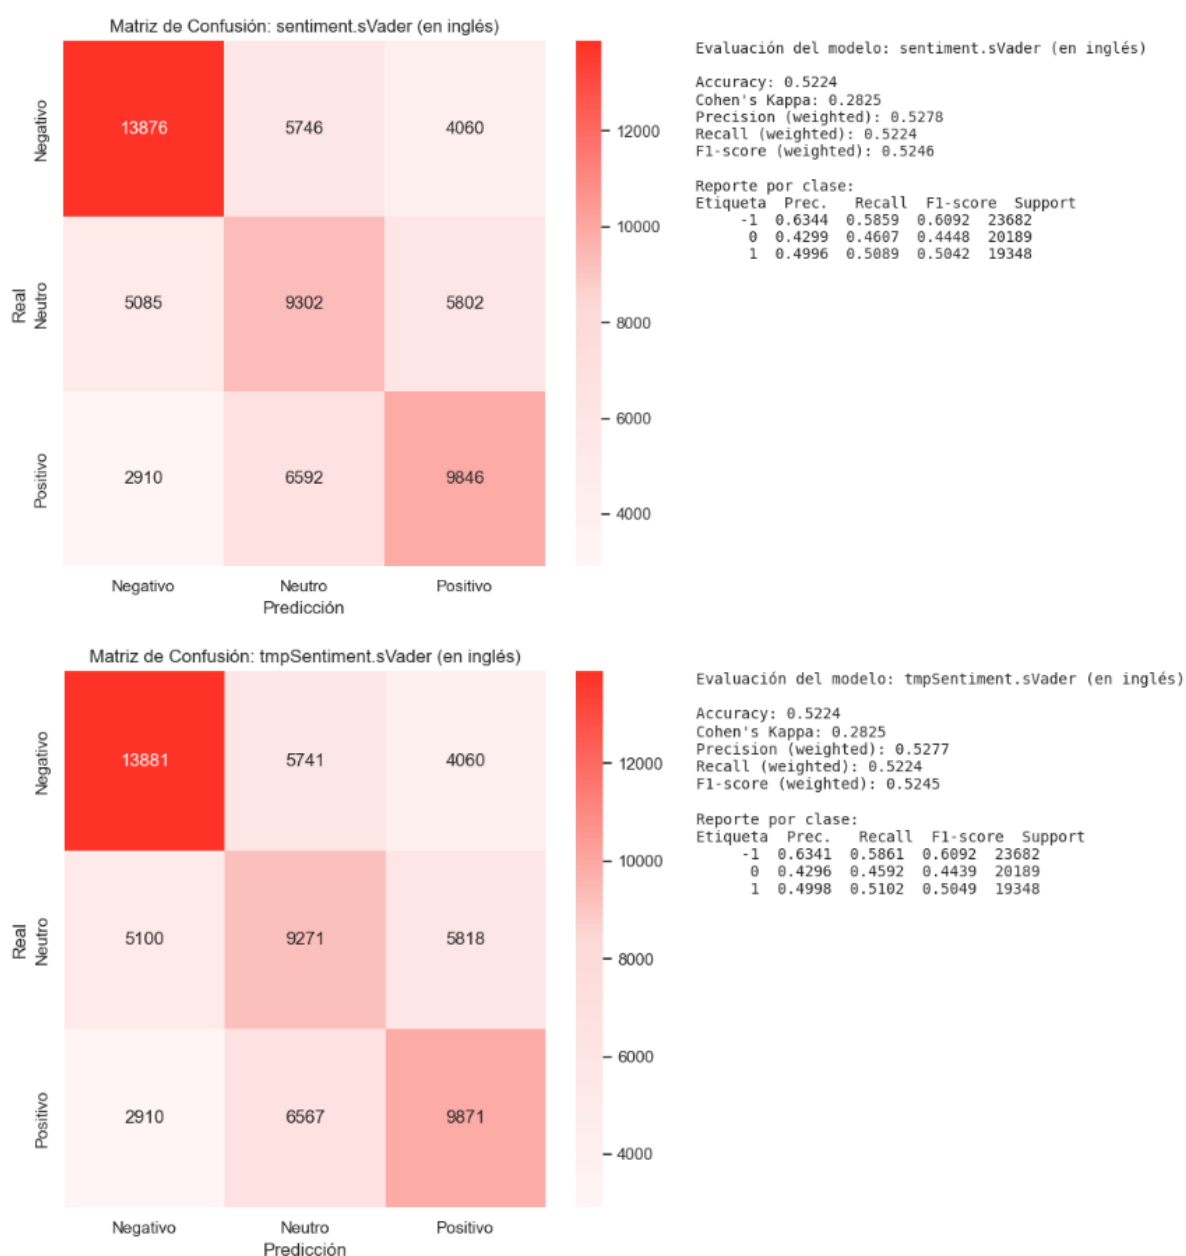 Matriz de Confusión: sentiment.sVader (en inglés)
Negativo
13876 5746 4060
Neutro
5085 9302 5802
Positivo
2910 6592 9846
Real
Negativo Neutro Positivo
Predicción
12000
10000
8000
6000
4000
Evaluación del modelo: sentiment.sVader (en inglés)
Accuracy: 0.5224
Cohen's Kappa: 0.2825
Precision (weighted): 0.5278
Recall (weighted): 0.5224
F1-score (weighted): 0.5246
Reporte por clase:
Etiqueta Prec. Recall F1-score Support
-1 0.6344 0.5859 0.6092 23682
0 0.4299 0.4607 0.4448 20189
1 0.4996 0.5089 0.5042 19348
Matriz de Confusión: tmpSentiment.sVader (en inglés)
Negativo
13881 5741 4060
Neutro
5100 9271 5818
Positivo
2910 6567 9871
Real
Negativo Neutro Positivo
Predicción
12000
10000
8000
6000
4000
Evaluación del modelo: tmpSentiment.sVader (en inglés)
Accuracy: 0.5224
Cohen's Kappa: 0.2825
Precision (weighted): 0.5277
Recall (weighted): 0.5224
F1-score (weighted): 0.5245
Reporte por clase:
Etiqueta Prec. Recall F1-score Support
-1 0.6341 0.5861 0.6092 23682
0 0.4296 0.4592 0.4439 20189
1 0.4998 0.5102 0.5049 19348